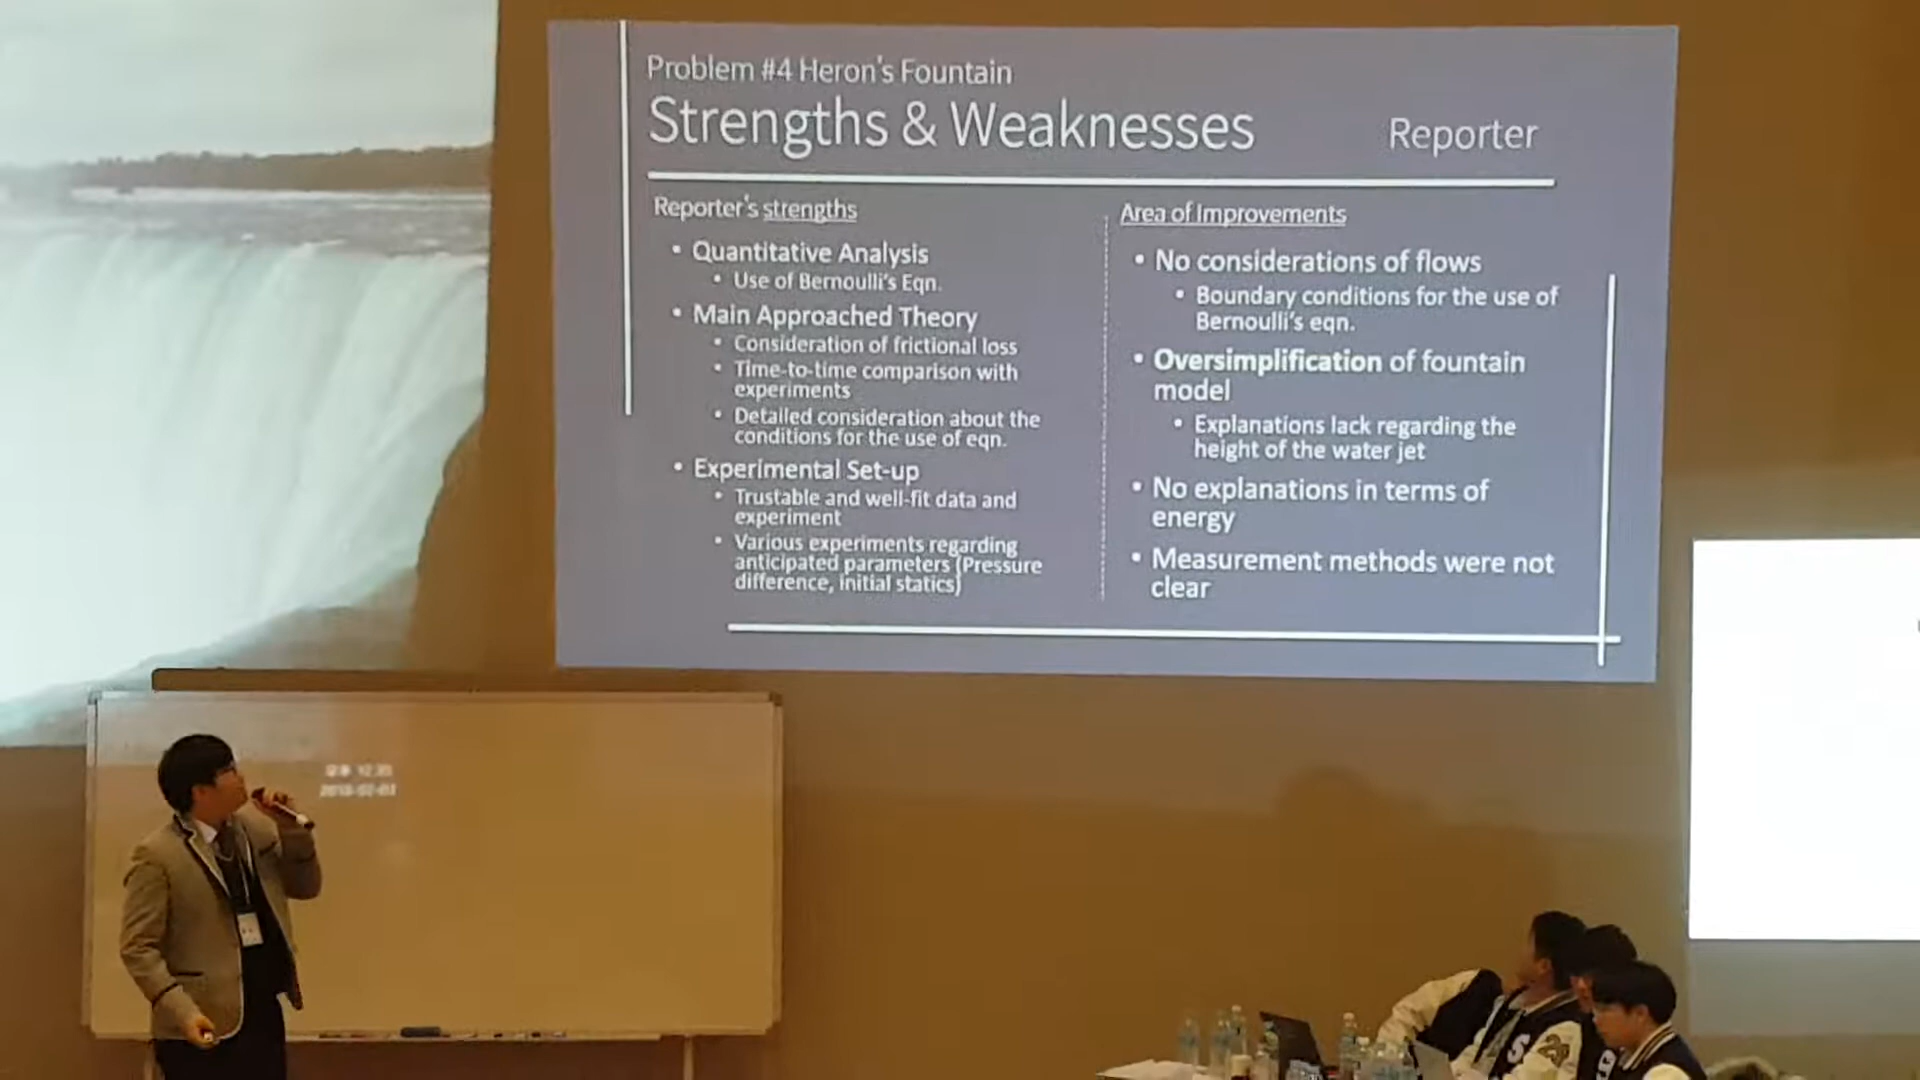 Problem #4 Heron's Fountain
Strengths & Weaknesses
Reporter
Reporter's strengths
• Quantitative Analysis
• Use of Bernoulli's Eqn.
• Main Approached Theory
• Consideration of frictional loss
• Time-to-time comparison with
experiments
• Detailed consideration about the
conditions for the use of eqn.
• Experimental Set-up
• Trustable and well-fit data and
experiment
• Various experiments regarding
anticipated parameters (Pressure
difference, initial statics)
Area of Improvements
• No considerations of flows
• Boundary conditions for the use of
Bernoulli's eqn.
• Oversimplification of fountain
model
• Explanations lack regarding the
height of the water jet
• No explanations in terms of
energy
• Measurement methods were not
clear